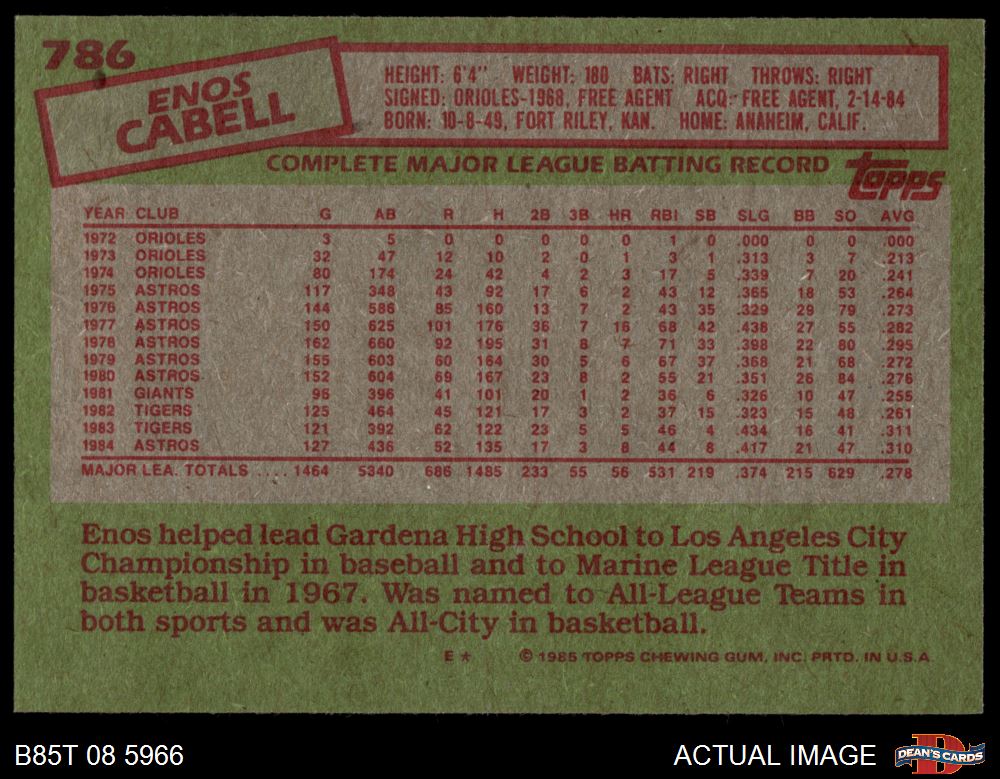 786
ENOS
CABELL
HEIGHT: 6'4" WEIGHT: 180 BATS: RIGHT THROWS: RIGHT
SIGNED: ORIOLES-1968, FREE AGENT ACQ: FREE AGENT, 2-14-84
BORN: 10-8-49, FORT RILEY, KAN. HOME: ANAHEIM, CALIF.
COMPLETE MAJOR LEAGUE BATTING RECORD
topps
YEAR CLUB G AB R H 2B 3B HR RBI SB SLG BB SO AVG
1972 ORIOLES 3 5 0 0 0 0 0 1 0 .000 0 0 .000
1973 ORIOLES 32 47 12 10 2 0 1 3 1 .313 3 7 .213
1974 ORIOLES 80 174 24 42 4 2 3 17 5 .339 7 20 .241
1975 ASTROS 117 348 43 92 17 6 2 43 12 .365 18 53 .264
1976 ASTROS 144 586 85 160 13 7 2 43 35 .329 29 79 .273
1977 ASTROS 150 625 101 176 36 7 16 68 42 .438 27 55 .282
1978 ASTROS 162 660 92 195 31 8 7 71 33 .398 22 80 .295
1979 ASTROS 155 603 60 164 30 5 6 67 37 .368 21 68 .272
1980 ASTROS 152 604 69 167 23 8 2 55 21 .351 26 84 .276
1981 GIANTS 96 396 41 101 20 1 2 36 6 .326 10 47 .255
1982 TIGERS 125 464 45 121 17 3 2 37 15 .323 15 48 .261
1983 TIGERS 121 392 62 122 23 5 5 46 4 .434 16 41 .311
1984 ASTROS 127 436 52 135 17 3 8 44 8 .417 21 47 .310
MAJOR LEA. TOTALS .... 1464 5340 686 1485 233 55 56 531 219 .374 215 629 .278
Enos helped lead Gardena High School to Los Angeles City
Championship in baseball and to Marine League Title in
basketball in 1967. Was named to All-League Teams in
both sports and was All-City in basketball.
E * © 1985 TOPPS CHEWING GUM, INC. PRTD. IN U.S.A.
B85T 08 5966 ACTUAL IMAGE DEAN'S CARDS